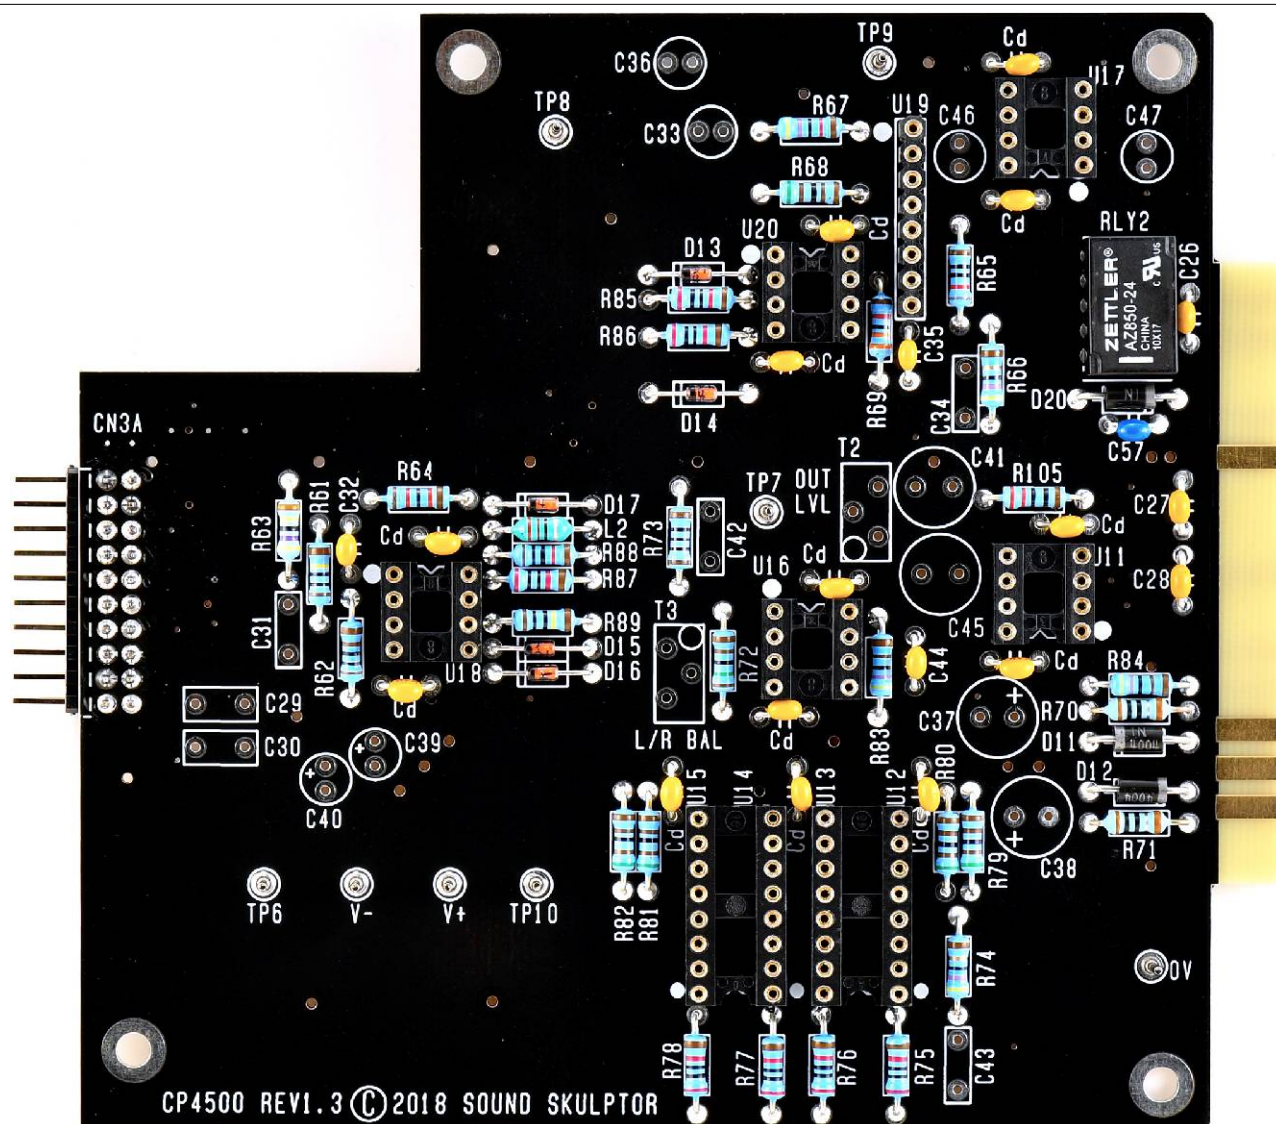 TP9
Cd
C36
U17
TP8
R67
U19
C46
C47
C33
R68
Cd
U20
Cd
RLY2
D13
R65
C26
ZETTLER®
AZ850-24
CHINA
10X17
R85
R86
C35
Cd
R66
D14
R69
C34
D20
C57
CN3A
T2
C41
R64
R61
C32
R63
TP7
OUT
LVL
R105
D17
L2
R73
C42
C27
Cd
Cd
R88
U16
Cd
U11
R87
C28
C31
T3
C45
R89
R62
U18
D15
D16
R72
C44
Cd
R84
C29
Cd
C37
R70
L/R BAL
Cd
R83
D11
C30
C39
R80
D12
C40
U15
U14
U13
U12
Cd
Cd
Cd
R71
R79
C38
TP6
V-
V+
TP10
R82
R81
R74
0V
R78
R77
R76
R75
C43
CP4500 REV1.3 © 2018 SOUND SKULPTOR